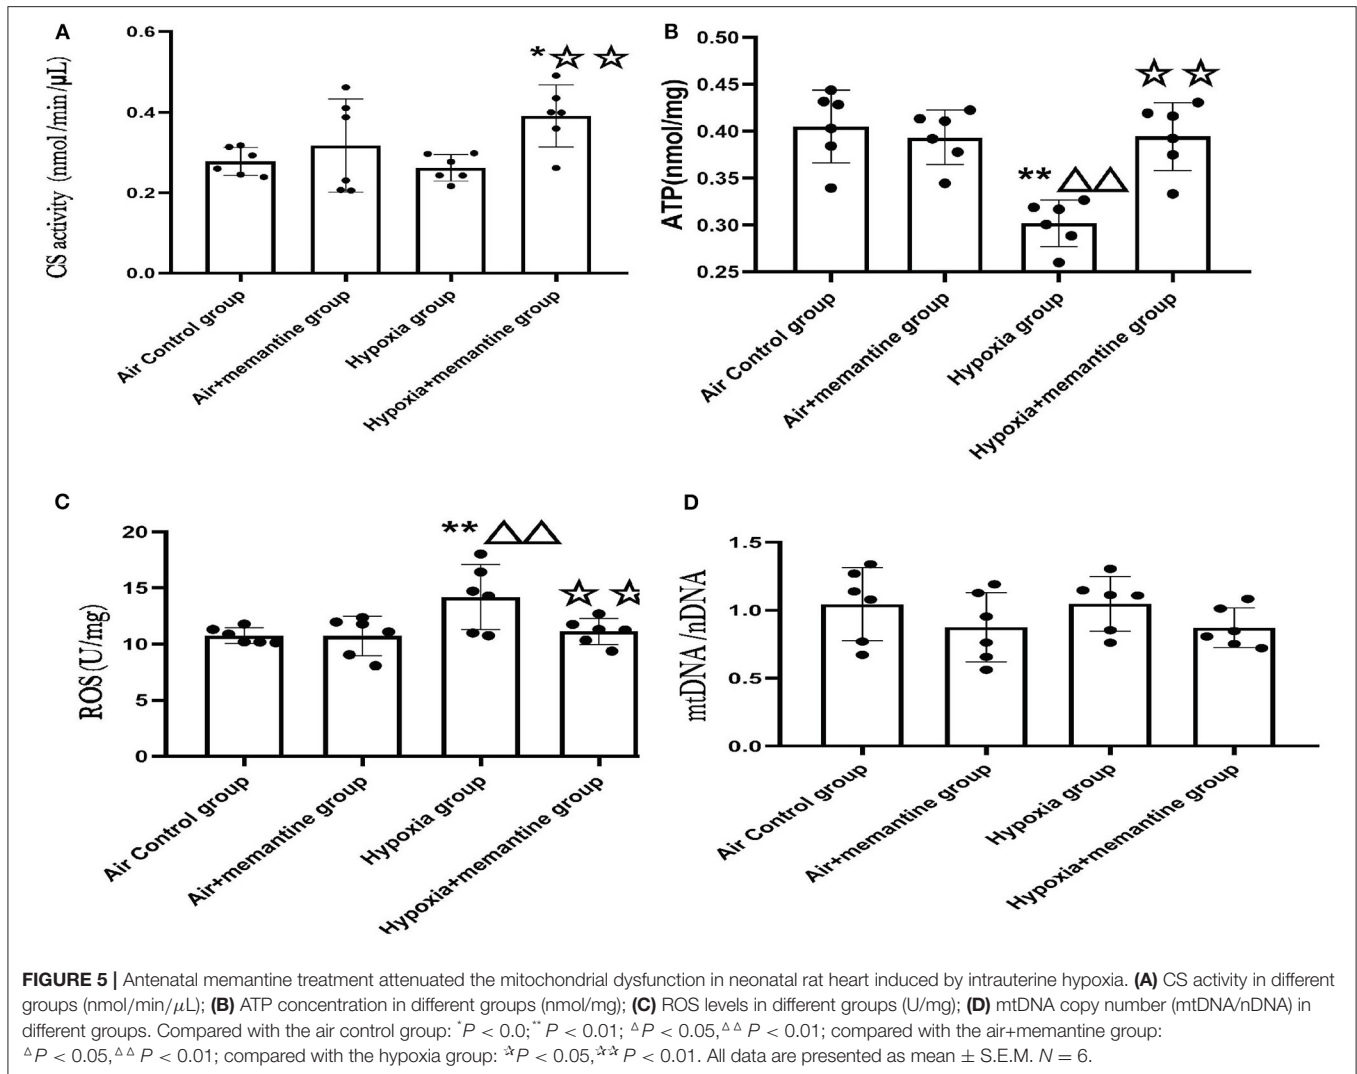 A
CS activity (nmol/min/μL)
0.6
0.4
0.2
0.0
*☆ ☆
Air Control group
Air+memantine group
Hypoxia group
Hypoxia+memantine group
B
ATP(nmol/mg)
0.50
0.45
0.40
0.35
0.30
0.25
** △△
☆ ☆
Air Control group
Air+memantine group
Hypoxia group
Hypoxia+memantine group
C
ROS(U/mg)
20
15
10
5
0
** △△
☆ ☆
Air Control group
Air+memantine group
Hypoxia group
Hypoxia+memantine group
D
mtDNA/nDNA
1.5
1.0
0.5
0.0
Air Control group
Air+memantine group
Hypoxia group
Hypoxia+memantine group
FIGURE 5 | Antenatal memantine treatment attenuated the mitochondrial dysfunction in neonatal rat heart induced by intrauterine hypoxia. (A) CS activity in different
groups (nmol/min/μL); (B) ATP concentration in different groups (nmol/mg); (C) ROS levels in different groups (U/mg); (D) mtDNA copy number (mtDNA/nDNA) in
different groups. Compared with the air control group: *P < 0.0;** P < 0.01; △P < 0.05,△△ P < 0.01; compared with the air+memantine group:
△P < 0.05,△△ P < 0.01; compared with the hypoxia group: ☆P < 0.05,☆☆ P < 0.01. All data are presented as mean ± S.E.M. N = 6.